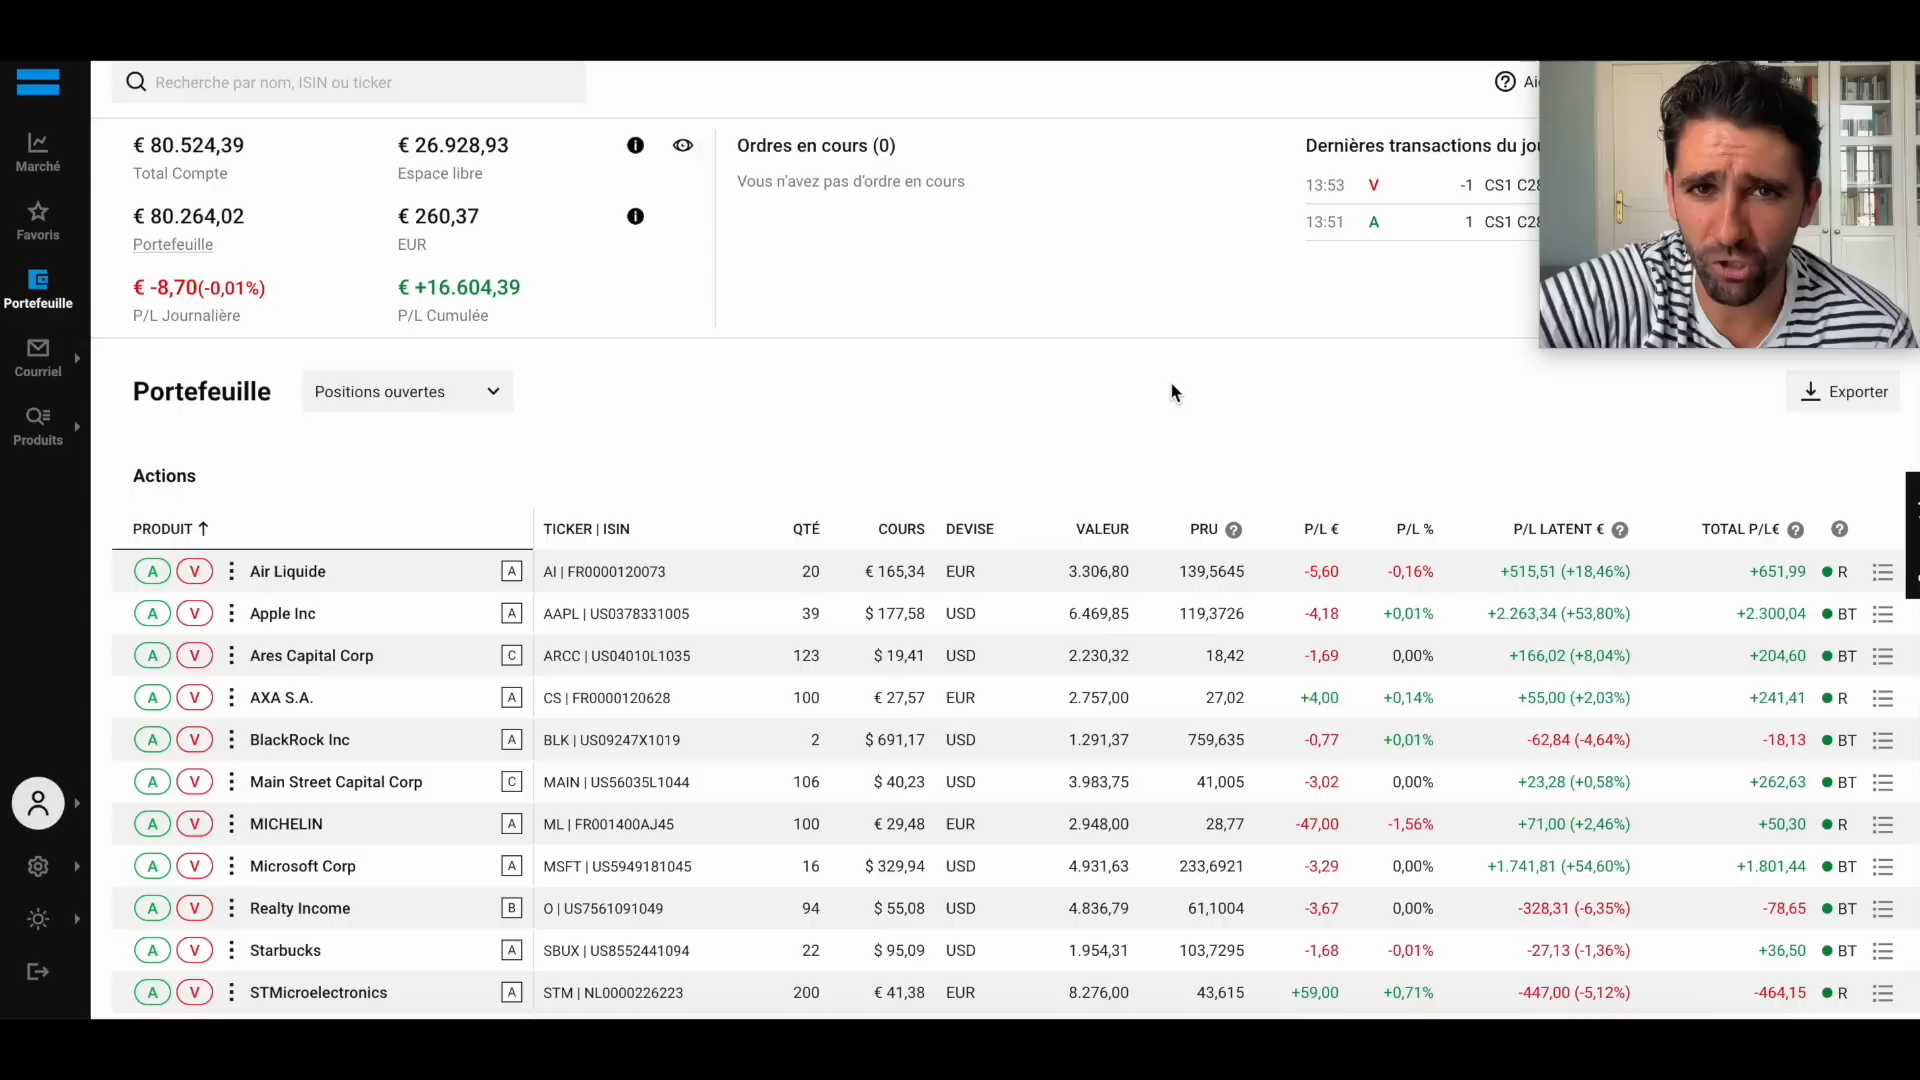 Recherche par nom, ISIN ou ticker
Marché
Favoris
Portefeuille
Courriel
Produits
€ 80.524,39
Total Compte
€ 26.928,93
Espace libre
€ 80.264,02
Portefeuille
€ 260,37
EUR
€ -8,70(-0,01%)
P/L Journalière
€ +16.604,39
P/L Cumulée
Ordres en cours (0)
Vous n’avez pas d’ordre en cours
Dernières transactions du
13:53 V -1 CS1
13:51 A 1 CS1
Portefeuille
Positions ouvertes
Exporter
Actions
PRODUIT TICKER | ISIN QTÉ COURS DEVISE VALEUR PRU P/L € P/L % P/L LATENT € TOTAL P/L€
A V Air Liquide A AI | FR0000120073 20 € 165,34 EUR 3.306,80 139,5645 -5,60 -0,16% +515,51 (+18,46%) +651,99 R
A V Apple Inc A AAPL | US0378331005 39 $ 177,58 USD 6.469,85 119,3726 -4,18 +0,01% +2.263,34 (+53,80%) +2.300,04 BT
A V Ares Capital Corp C ARCC | US04010L1035 123 $ 19,41 USD 2.230,32 18,42 -1,69 0,00% +166,02 (+8,04%) +204,60 BT
A V AXA S.A. A CS | FR0000120628 100 € 27,57 EUR 2.757,00 27,02 +4,00 +0,14% +55,00 (+2,03%) +241,41 R
A V BlackRock Inc A BLK | US09247X1019 2 $ 691,17 USD 1.291,37 759,635 -0,77 +0,01% -62,84 (-4,64%) -18,13 BT
A V Main Street Capital Corp C MAIN | US56035L1044 106 $ 40,23 USD 3.983,75 41,005 -3,02 0,00% +23,28 (+0,58%) +262,63 BT
A V MICHELIN A ML | FR001400AJ45 100 € 29,48 EUR 2.948,00 28,77 -47,00 -1,56% +71,00 (+2,46%) +50,30 R
A V Microsoft Corp A MSFT | US5949181045 16 $ 329,94 USD 4.931,63 233,6921 -3,29 0,00% +1.741,81 (+54,60%) +1.801,44 BT
A V Realty Income B O | US7561091049 94 $ 55,08 USD 4.836,79 61,1004 -3,67 0,00% -328,31 (-6,35%) -78,65 BT
A V Starbucks A SBUX | US8552441094 22 $ 95,09 USD 1.954,31 103,7295 -1,68 -0,01% -27,13 (-1,36%) +36,50 BT
A V STMicroelectronics A STM | NL0000226223 200 € 41,38 EUR 8.276,00 43,615 +59,00 +0,71% -447,00 (-5,12%) -464,15 R